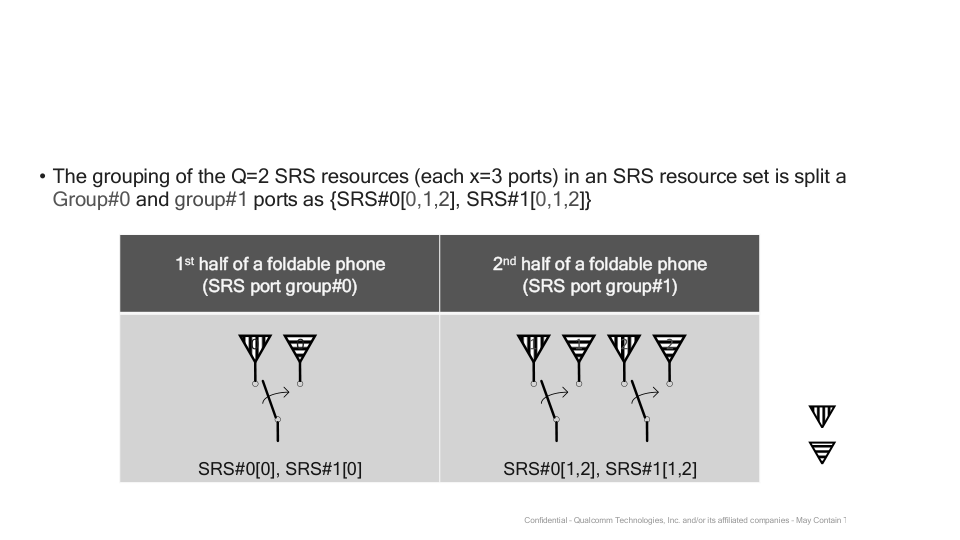 • The grouping of the Q=2 SRS resources (each x=3 ports) in an SRS resource set is split a
Group#0 and group#1 ports as {SRS#0[0,1,2], SRS#1[0,1,2]}
1st half of a foldable phone
(SRS port group#0)
2nd half of a foldable phone
(SRS port group#1)
0 0
1 1 2 2
SRS#0[0], SRS#1[0]
SRS#0[1,2], SRS#1[1,2]
Confidential - Qualcomm Technologies, Inc. and/or its affiliated companies - May Contain